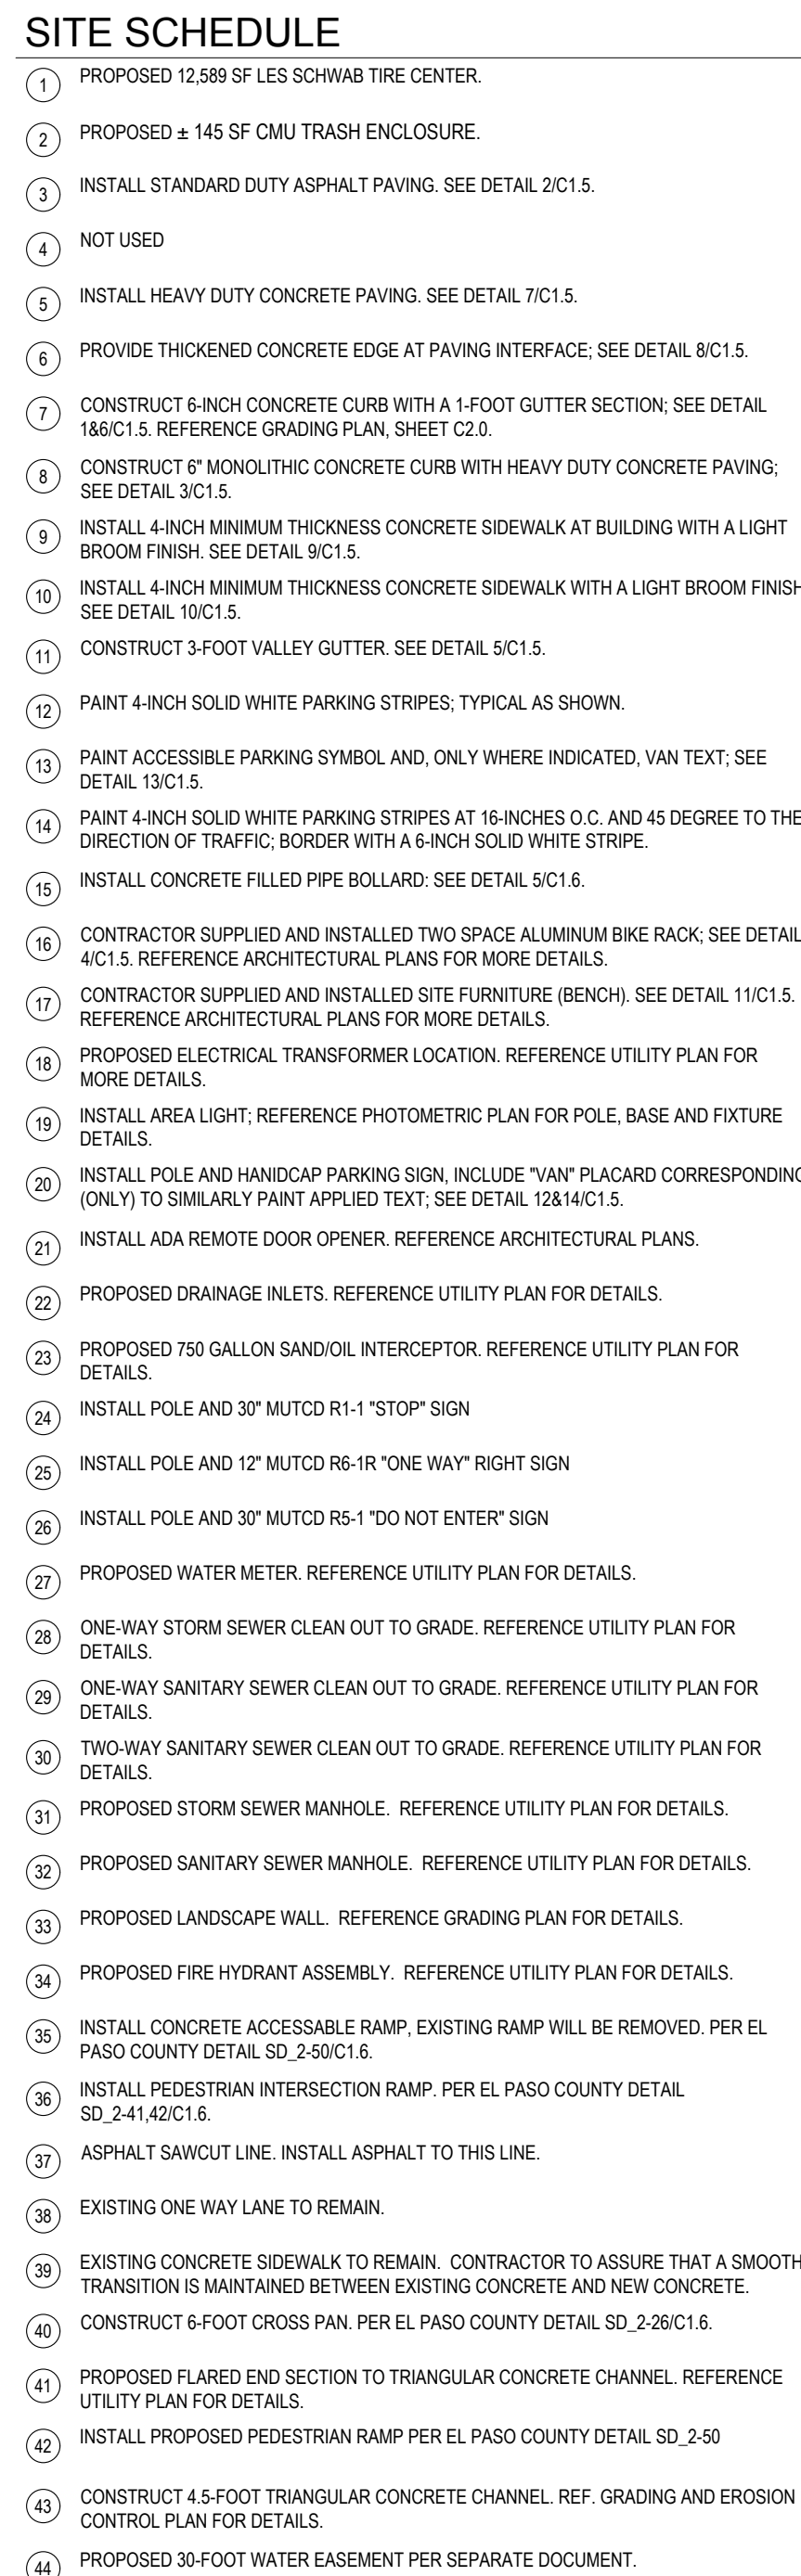 SITE SCHEDULE
1 PROPOSED 12,589 SF LES SCHWAB TIRE CENTER.
2 PROPOSED ± 145 SF CMU TRASH ENCLOSURE.
3 INSTALL STANDARD DUTY ASPHALT PAVING. SEE DETAIL 2/C1.5.
4 NOT USED
5 INSTALL HEAVY DUTY CONCRETE PAVING. SEE DETAIL 7/C1.5.
6 PROVIDE THICKENED CONCRETE EDGE AT PAVING INTERFACE; SEE DETAIL 8/C1.5.
7 CONSTRUCT 6-INCH CONCRETE CURB WITH A 1-FOOT GUTTER SECTION; SEE DETAIL
1&6/C1.5. REFERENCE GRADING PLAN, SHEET C2.0.
8 CONSTRUCT 6" MONOLITHIC CONCRETE CURB WITH HEAVY DUTY CONCRETE PAVING;
SEE DETAIL 3/C1.5.
9 INSTALL 4-INCH MINIMUM THICKNESS CONCRETE SIDEWALK AT BUILDING WITH A LIGHT
BROOM FINISH. SEE DETAIL 9/C1.5.
10 INSTALL 4-INCH MINIMUM THICKNESS CONCRETE SIDEWALK WITH A LIGHT BROOM FINISH
SEE DETAIL 10/C1.5.
11 CONSTRUCT 3-FOOT VALLEY GUTTER. SEE DETAIL 5/C1.5.
12 PAINT 4-INCH SOLID WHITE PARKING STRIPES; TYPICAL AS SHOWN.
13 PAINT ACCESSIBLE PARKING SYMBOL AND, ONLY WHERE INDICATED, VAN TEXT; SEE
DETAIL 13/C1.5.
14 PAINT 4-INCH SOLID WHITE PARKING STRIPES AT 16-INCHES O.C. AND 45 DEGREE TO THE
DIRECTION OF TRAFFIC; BORDER WITH A 6-INCH SOLID WHITE STRIPE.
15 INSTALL CONCRETE FILLED PIPE BOLLARD: SEE DETAIL 5/C1.6.
16 CONTRACTOR SUPPLIED AND INSTALLED TWO SPACE ALUMINUM BIKE RACK; SEE DETAIL
4/C1.5. REFERENCE ARCHITECTURAL PLANS FOR MORE DETAILS.
17 CONTRACTOR SUPPLIED AND INSTALLED SITE FURNITURE (BENCH). SEE DETAIL 11/C1.5.
REFERENCE ARCHITECTURAL PLANS FOR MORE DETAILS.
18 PROPOSED ELECTRICAL TRANSFORMER LOCATION. REFERENCE UTILITY PLAN FOR
MORE DETAILS.
19 INSTALL AREA LIGHT; REFERENCE PHOTOMETRIC PLAN FOR POLE, BASE AND FIXTURE
DETAILS.
20 INSTALL POLE AND HANIDCAP PARKING SIGN, INCLUDE "VAN" PLACARD CORRESPONDING
(ONLY) TO SIMILARLY PAINT APPLIED TEXT; SEE DETAIL 12&14/C1.5.
21 INSTALL ADA REMOTE DOOR OPENER. REFERENCE ARCHITECTURAL PLANS.
22 PROPOSED DRAINAGE INLETS. REFERENCE UTILITY PLAN FOR DETAILS.
23 PROPOSED 750 GALLON SAND/OIL INTERCEPTOR. REFERENCE UTILITY PLAN FOR
DETAILS.
24 INSTALL POLE AND 30" MUTCD R1-1 "STOP" SIGN
25 INSTALL POLE AND 12" MUTCD R6-1R "ONE WAY" RIGHT SIGN
26 INSTALL POLE AND 30" MUTCD R5-1 "DO NOT ENTER" SIGN
27 PROPOSED WATER METER. REFERENCE UTILITY PLAN FOR DETAILS.
28 ONE-WAY STORM SEWER CLEAN OUT TO GRADE. REFERENCE UTILITY PLAN FOR
DETAILS.
29 ONE-WAY SANITARY SEWER CLEAN OUT TO GRADE. REFERENCE UTILITY PLAN FOR
DETAILS.
30 TWO-WAY SANITARY SEWER CLEAN OUT TO GRADE. REFERENCE UTILITY PLAN FOR
DETAILS.
31 PROPOSED STORM SEWER MANHOLE. REFERENCE UTILITY PLAN FOR DETAILS.
32 PROPOSED SANITARY SEWER MANHOLE. REFERENCE UTILITY PLAN FOR DETAILS.
33 PROPOSED LANDSCAPE WALL. REFERENCE GRADING PLAN FOR DETAILS.
34 PROPOSED FIRE HYDRANT ASSEMBLY. REFERENCE UTILITY PLAN FOR DETAILS.
35 INSTALL CONCRETE ACCESSABLE RAMP, EXISTING RAMP WILL BE REMOVED. PER EL
PASO COUNTY DETAIL SD_2-50/C1.6.
36 INSTALL PEDESTRIAN INTERSECTION RAMP. PER EL PASO COUNTY DETAIL
SD_2-41,42/C1.6.
37 ASPHALT SAWCUT LINE. INSTALL ASPHALT TO THIS LINE.
38 EXISTING ONE WAY LANE TO REMAIN.
39 EXISTING CONCRETE SIDEWALK TO REMAIN. CONTRACTOR TO ASSURE THAT A SMOOTH
TRANSITION IS MAINTAINED BETWEEN EXISTING CONCRETE AND NEW CONCRETE.
40 CONSTRUCT 6-FOOT CROSS PAN. PER EL PASO COUNTY DETAIL SD_2-26/C1.6.
41 PROPOSED FLARED END SECTION TO TRIANGULAR CONCRETE CHANNEL. REFERENCE
UTILITY PLAN FOR DETAILS.
42 INSTALL PROPOSED PEDESTRIAN RAMP PER EL PASO COUNTY DETAIL SD_2-50
43 CONSTRUCT 4.5-FOOT TRIANGULAR CONCRETE CHANNEL. REF. GRADING AND EROSION
CONTROL PLAN FOR DETAILS.
44 PROPOSED 30-FOOT WATER EASEMENT PER SEPARATE DOCUMENT.